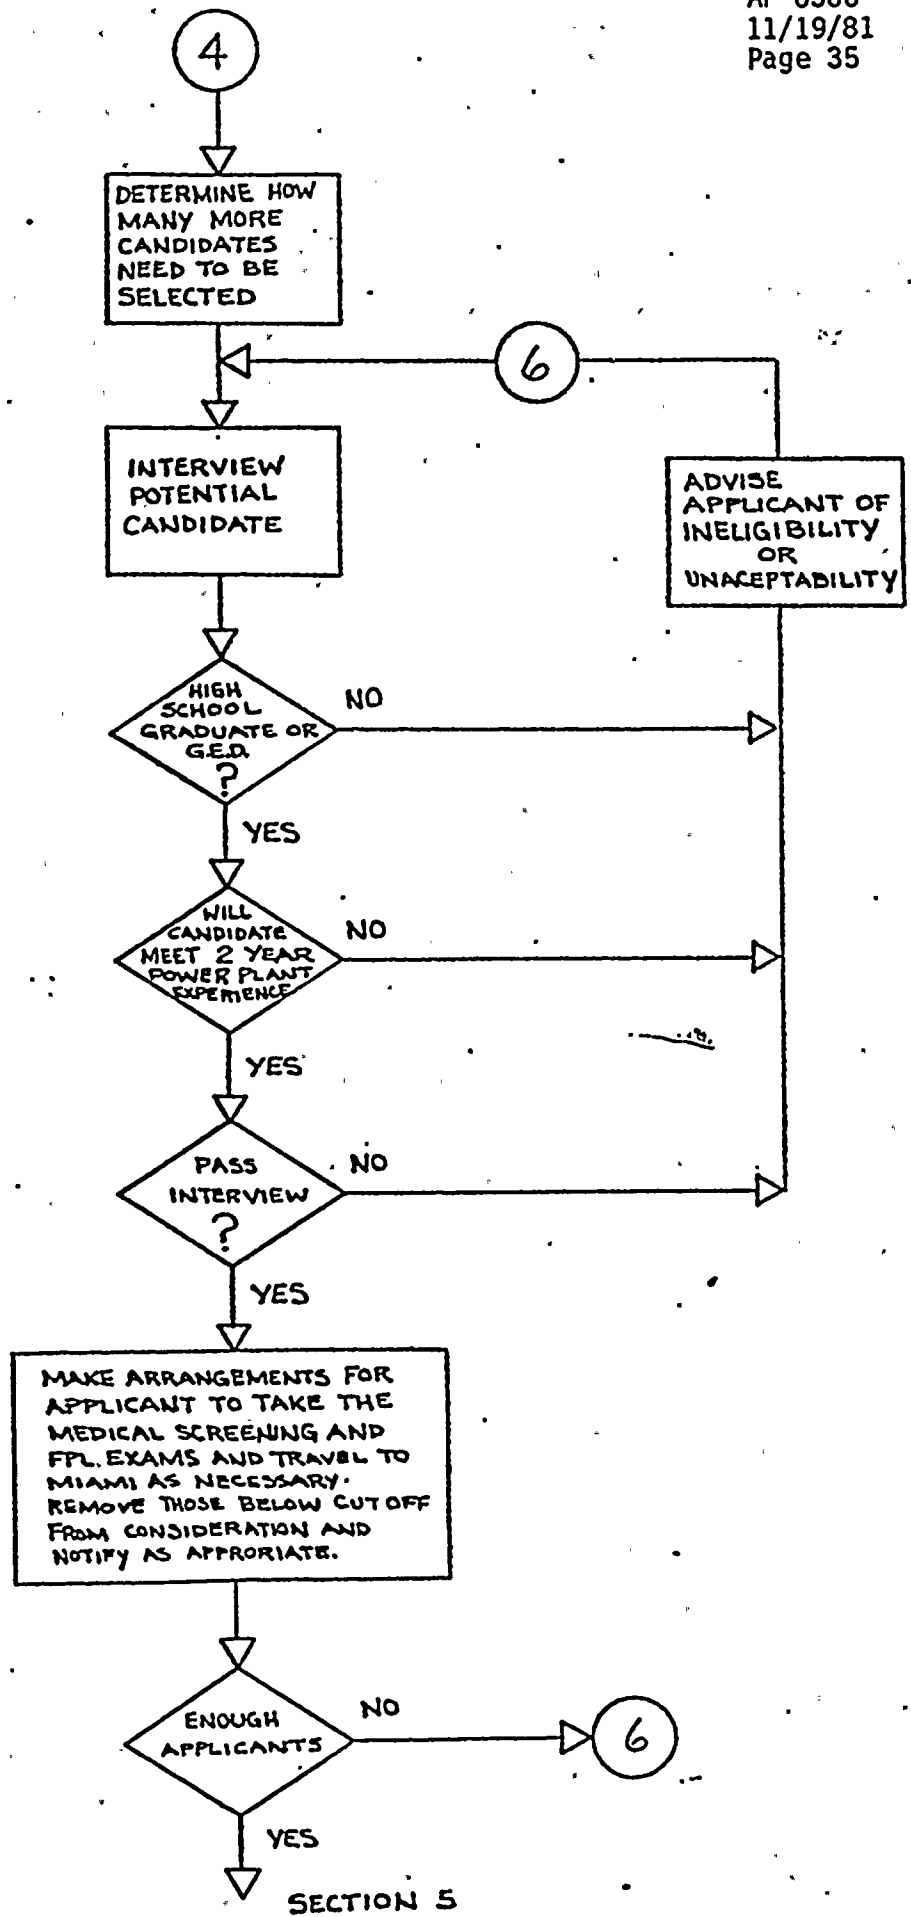 11/19/81
Page 35
4
DETERMINE HOW
MANY MORE
CANDIDATES
NEED TO BE
SELECTED
6
INTERVIEW
POTENTIAL
CANDIDATE
ADVISE
APPLICANT OF
INELIGIBILITY
OR
UNACEPTABILITY
HIGH
SCHOOL
GRADUATE OR
G.E.D.
?
NO
YES
WILL
CANDIDATE
MEET 2 YEAR
POWER PLANT
EXPERIENCE
NO
YES
PASS
INTERVIEW
?
NO
YES
MAKE ARRANGEMENTS FOR
APPLICANT TO TAKE THE
MEDICAL SCREENING AND
FPL. EXAMS AND TRAVEL TO
MIAMI AS NECESSARY.
REMOVE THOSE BELOW CUT OFF
FROM CONSIDERATION AND
NOTIFY AS APPRORIATE.
ENOUGH
APPLICANTS
NO
6
YES
SECTION 5